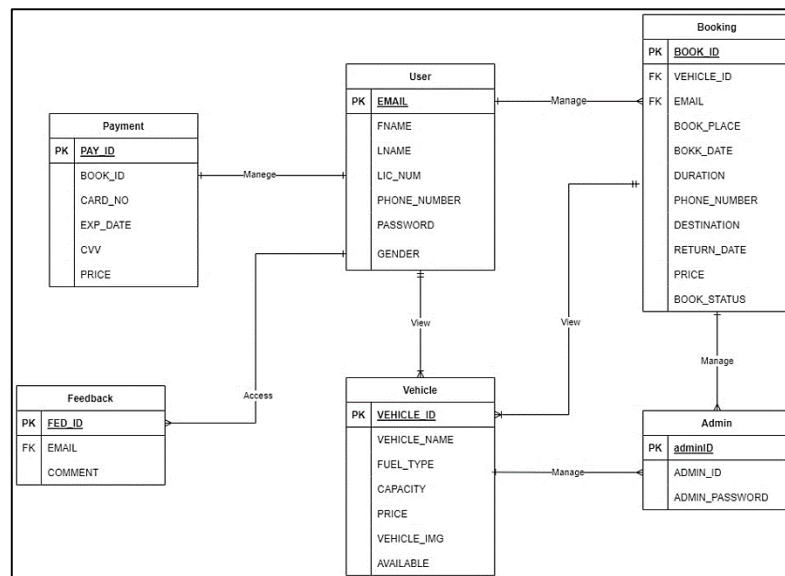 Booking
PK BOOK_ID
FK VEHICLE_ID
FK EMAIL
BOOK_PLACE
BOKK_DATE
DURATION
PHONE_NUMBER
DESTINATION
RETURN_DATE
PRICE
BOOK_STATUS
User
PK EMAIL
FNAME
LNAME
LIC_NUM
PHONE_NUMBER
PASSWORD
GENDER
Manage
Payment
PK PAY_ID
BOOK_ID
CARD_NO
EXP_DATE
CVV
PRICE
Manege
View
View
Access
Manage
Feedback
PK FED_ID
FK EMAIL
COMMENT
Vehicle
PK VEHICLE_ID
VEHICLE_NAME
FUEL_TYPE
CAPACITY
PRICE
VEHICLE_IMG
AVAILABLE
Manage
Admin
PK adminID
ADMIN_ID
ADMIN_PASSWORD